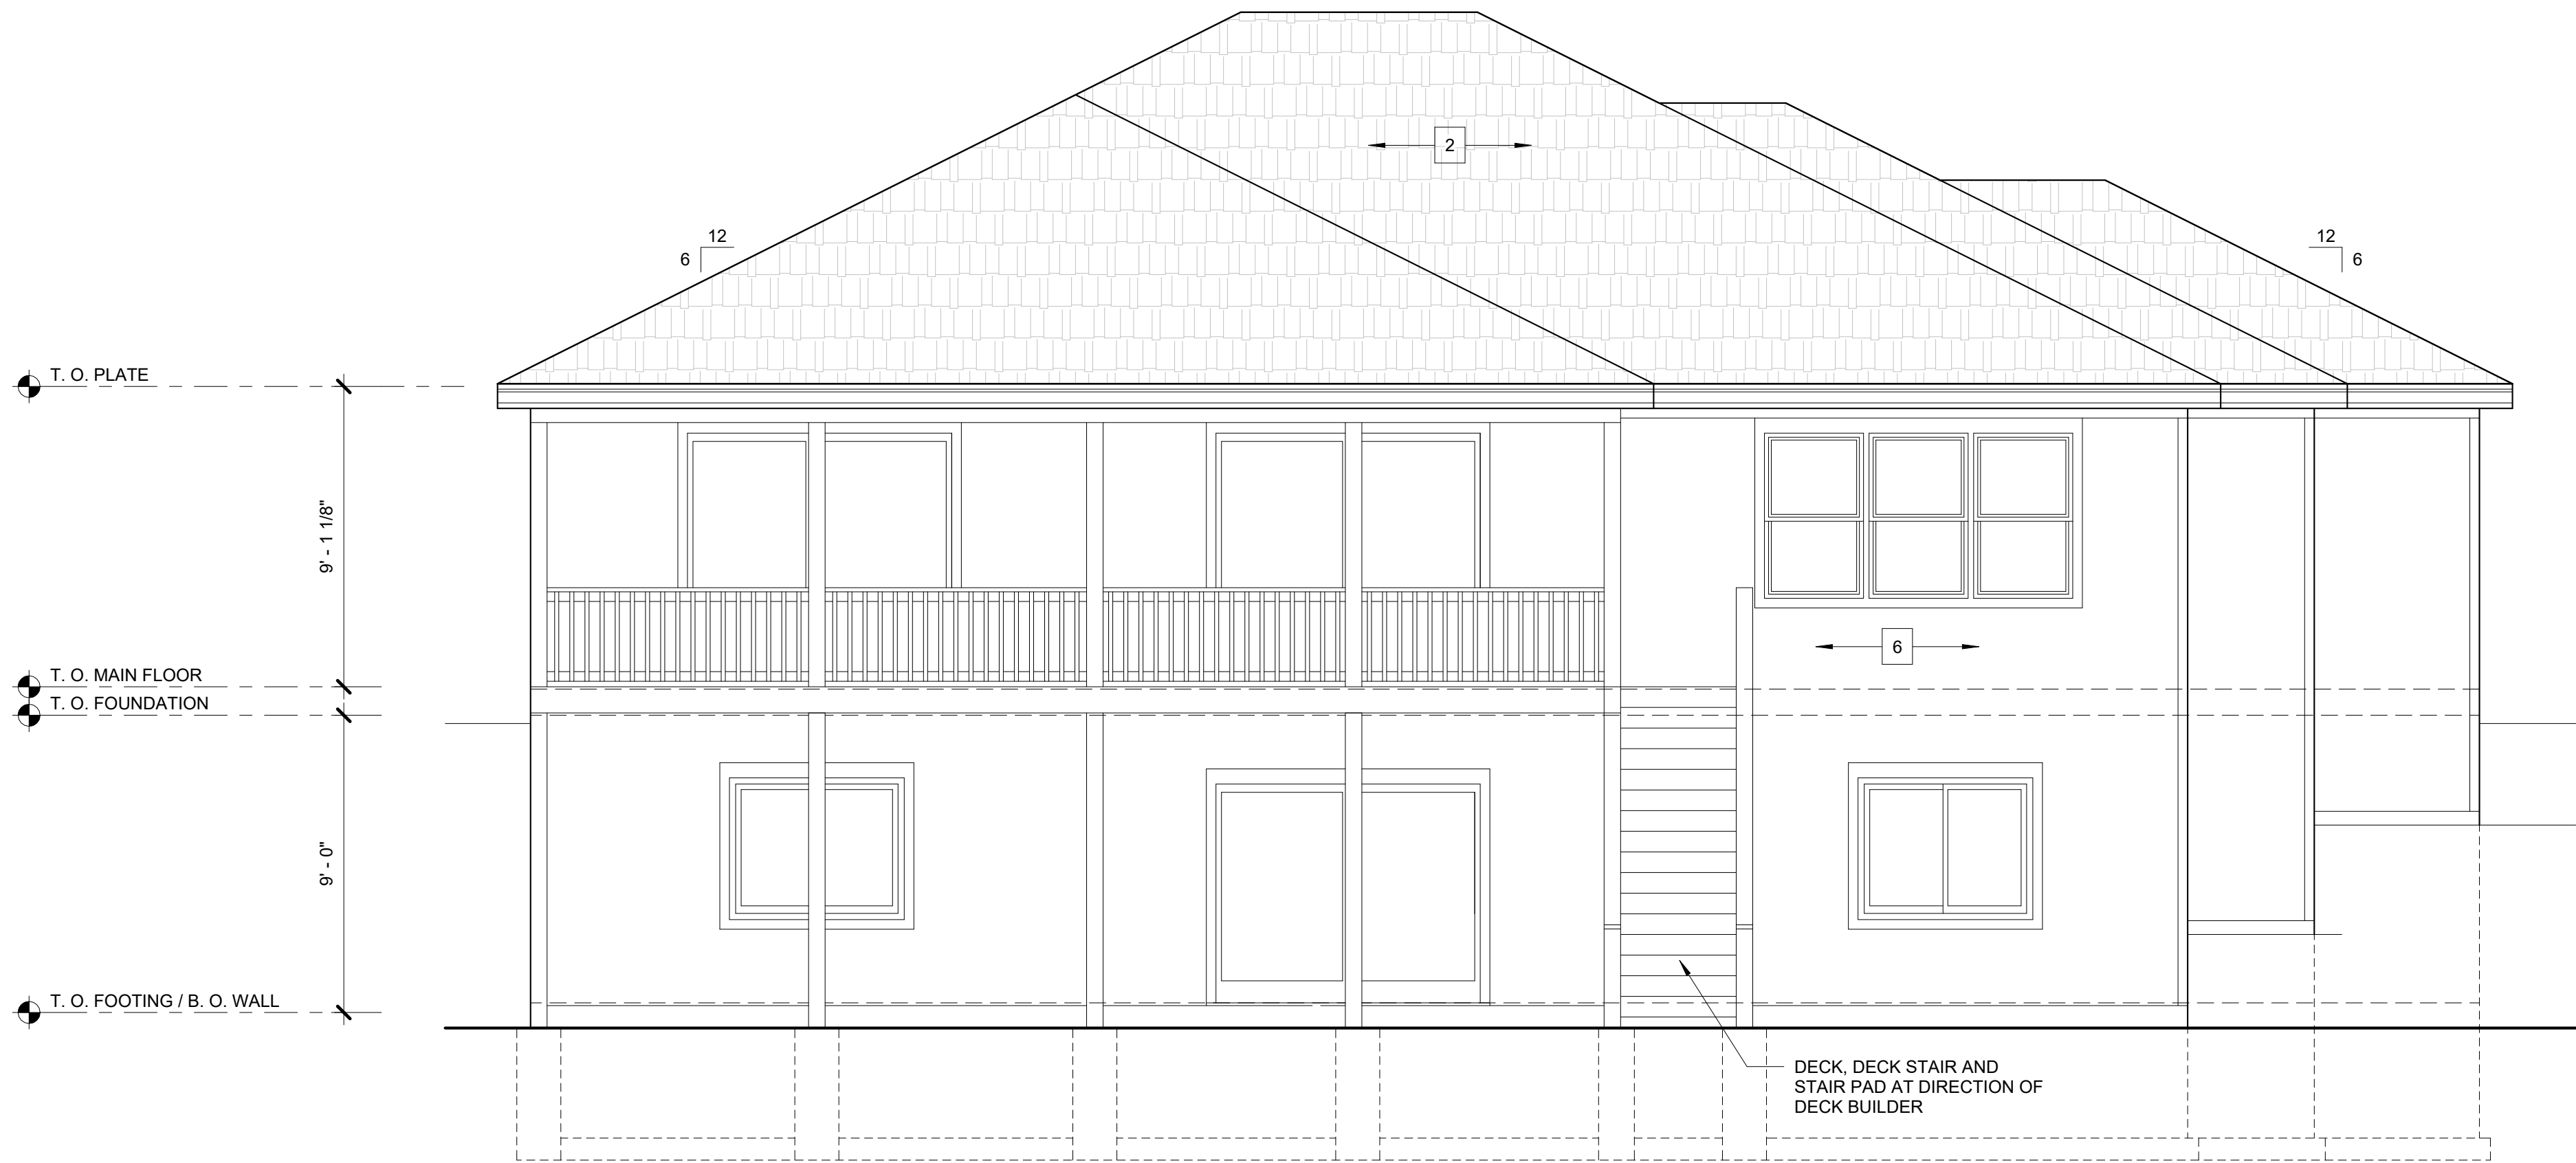 2
12
6
12
6
T. O. PLATE
9' - 1 1/8"
6
T. O. MAIN FLOOR
T. O. FOUNDATION
9' - 0"
T. O. FOOTING / B. O. WALL
DECK, DECK STAIR AND
STAIR PAD AT DIRECTION OF
DECK BUILDER